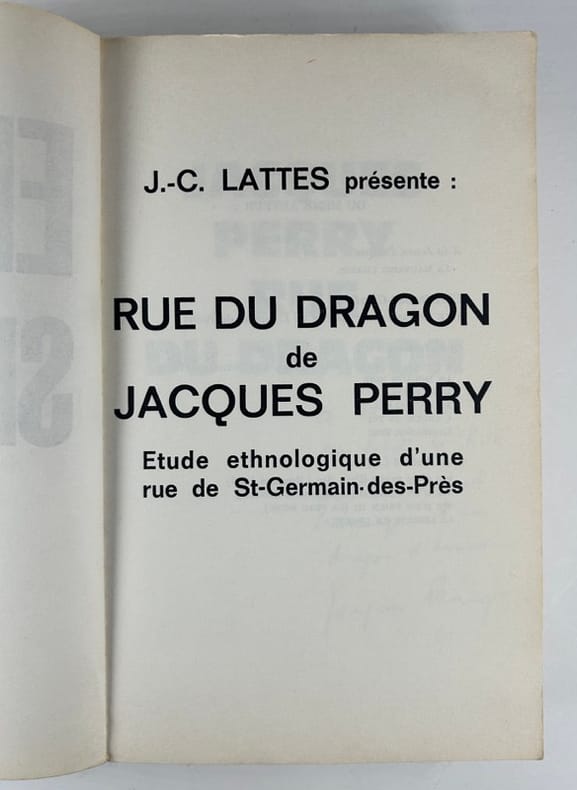 J.-C. LATTES présente :
RUE DU DRAGON
de
JACQUES PERRY
Etude ethnologique d'une
rue de St-Germain-des-Près